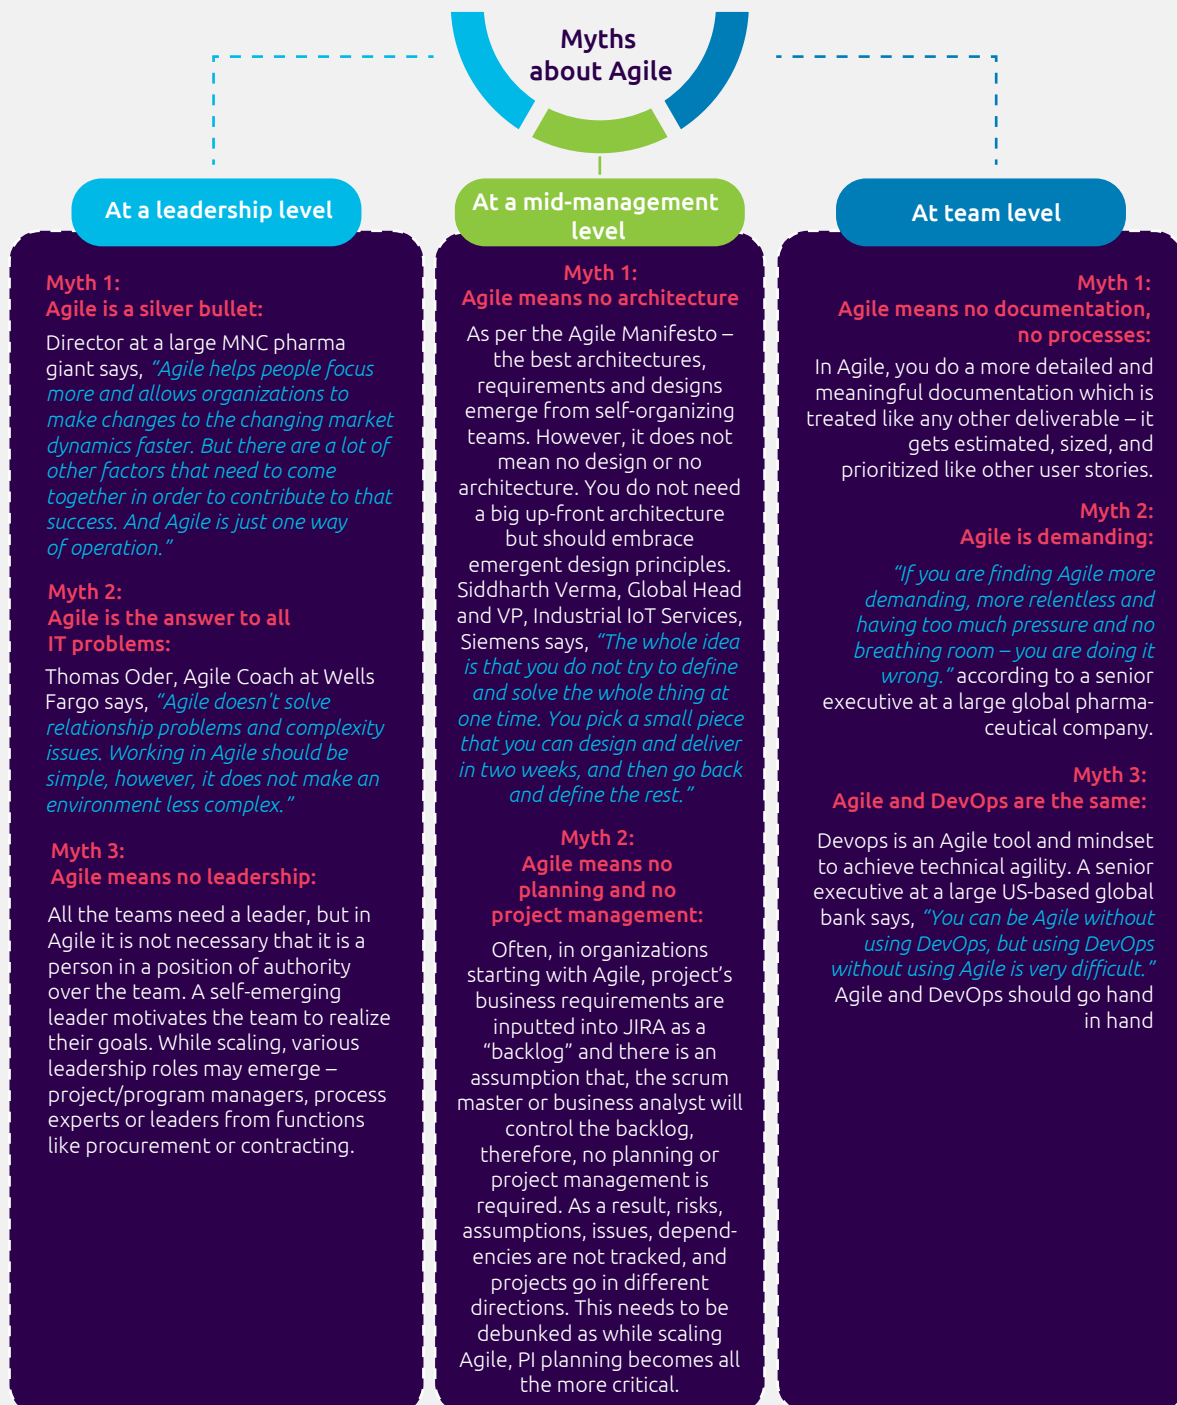 Myths
about Agile
At a leadership level
Myth 1:
Agile is a silver bullet:
Director at a large MNC pharma
giant says, “Agile helps people focus
more and allows organizations to
make changes to the changing market
dynamics faster. But there are a lot of
other factors that need to come
together in order to contribute to that
success. And Agile is just one way
of operation.”
Myth 2:
Agile is the answer to all
IT problems:
Thomas Oder, Agile Coach at Wells
Fargo says, “Agile doesn't solve
relationship problems and complexity
issues. Working in Agile should be
simple, however, it does not make an
environment less complex.”
Myth 3:
Agile means no leadership:
All the teams need a leader, but in
Agile it is not necessary that it is a
person in a position of authority
over the team. A self-emerging
leader motivates the team to realize
their goals. While scaling, various
leadership roles may emerge –
project/program managers, process
experts or leaders from functions
like procurement or contracting.
At a mid-management
level
Myth 1:
Agile means no architecture
As per the Agile Manifesto –
the best architectures,
requirements and designs
emerge from self-organizing
teams. However, it does not
mean no design or no
architecture. You do not need
a big up-front architecture
but should embrace
emergent design principles.
Siddharth Verma, Global Head
and VP, Industrial IoT Services,
Siemens says, “The whole idea
is that you do not try to define
and solve the whole thing at
one time. You pick a small piece
that you can design and deliver
in two weeks, and then go back
and define the rest.”
Myth 2:
Agile means no
planning and no
project management:
Often, in organizations
starting with Agile, project’s
business requirements are
inputted into JIRA as a
“backlog” and there is an
assumption that, the scrum
master or business analyst will
control the backlog,
therefore, no planning or
project management is
required. As a result, risks,
assumptions, issues, depend-
encies are not tracked, and
projects go in different
directions. This needs to be
debunked as while scaling
Agile, PI planning becomes all
the more critical.
At team level
Myth 1:
Agile means no documentation,
no processes:
In Agile, you do a more detailed and
meaningful documentation which is
treated like any other deliverable – it
gets estimated, sized, and
prioritized like other user stories.
Myth 2:
Agile is demanding:
“If you are finding Agile more
demanding, more relentless and
having too much pressure and no
breathing room – you are doing it
wrong.” according to a senior
executive at a large global pharma-
ceutical company.
Myth 3:
Agile and DevOps are the same:
Devops is an Agile tool and mindset
to achieve technical agility. A senior
executive at a large US-based global
bank says, “You can be Agile without
using DevOps, but using DevOps
without using Agile is very difficult.”
Agile and DevOps should go hand
in hand